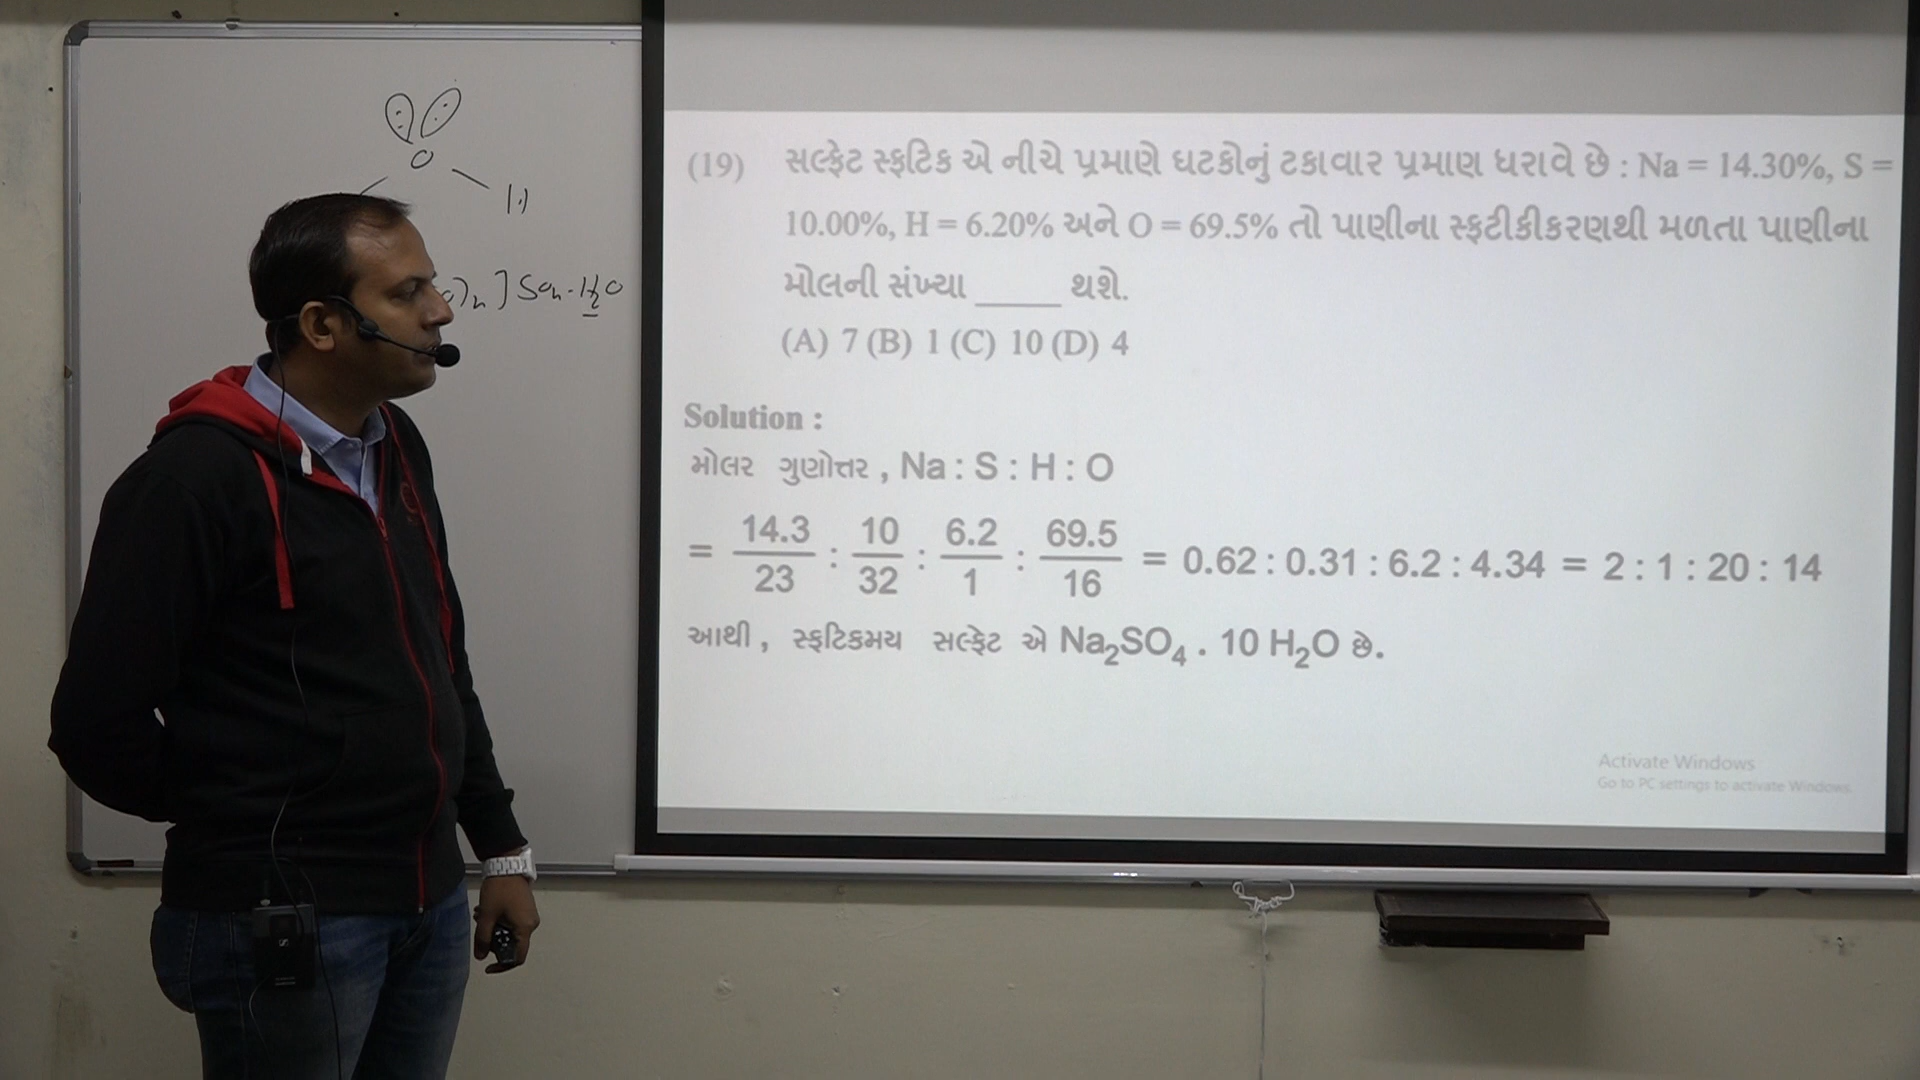 O
H
)n ] SO4 · H2O
(19) સલ્ફેટ સ્ફટિક એ નીચે પ્રમાણે ઘટકોનું ટકાવાર પ્રમાણ ધરાવે છે : Na = 14.30%, S =
10.00%, H = 6.20% અને O = 69.5% તો પાણીના સ્ફટીકીકરણથી મળતા પાણીના
મોલની સંખ્યા _____ થશે.
(A) 7 (B) 1 (C) 10 (D) 4
Solution :
મોલર ગુણોત્તર , Na : S : H : O
= 14.3/23 : 10/32 : 6.2/1 : 69.5/16 = 0.62 : 0.31 : 6.2 : 4.34 = 2 : 1 : 20 : 14
આથી , સ્ફટિકમય સલ્ફેટ એ Na₂SO₄ . 10 H₂O છે.
Activate Windows
Go to PC settings to activate Windows.